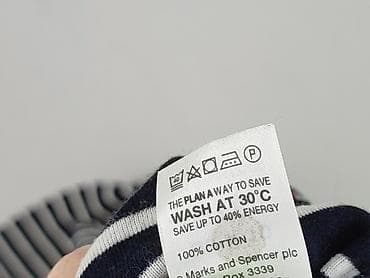 40 P
THE PLAN A WAY TO SAVE
WASH AT 30°C
SAVE UP TO 40% ENERGY
100% COTTON
© Marks and Spencer plc
Box 3339